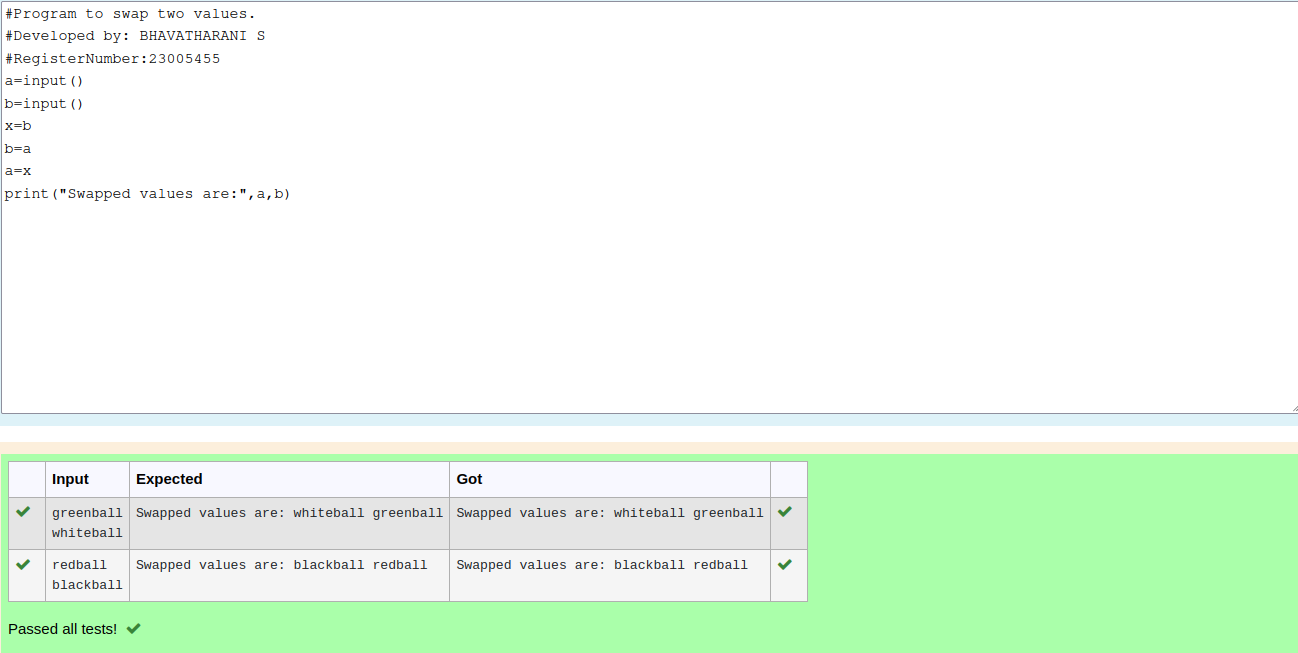 #Program to swap two values.
#Developed by: BHAVATHARANI S
#RegisterNumber:23005455
a=input()
b=input()
x=b
b=a
a=x
print("Swapped values are:",a,b)
Input Expected Got
greenball Swapped values are: whiteball greenball Swapped values are: whiteball greenball
whiteball
redball Swapped values are: blackball redball Swapped values are: blackball redball
blackball
Passed all tests!